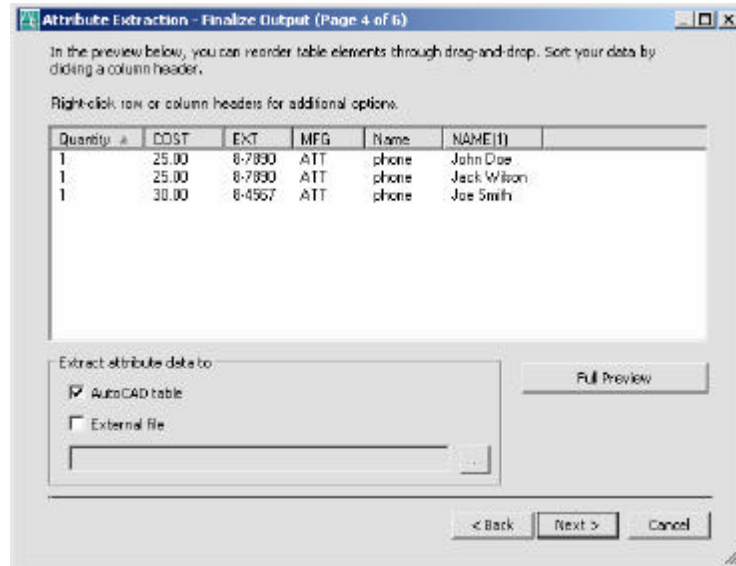 Attribute Extraction - Finalize Output (Page 4 of 6)
In the preview below, you can reorder table elements through drag-and-drop. Sort your data by
clicking a column header.
Right-click row or column headers for additional options.
Quantity COST EXT MFG Name NAME(1)
1 25.00 8-7890 ATT phone John Doe
1 25.00 8-7890 ATT phone Jack Wilson
1 30.00 8-4567 ATT phone Joe Smith
Extract attribute data to
AutoCAD table
Full Preview
External file
...
< Back Next > Cancel